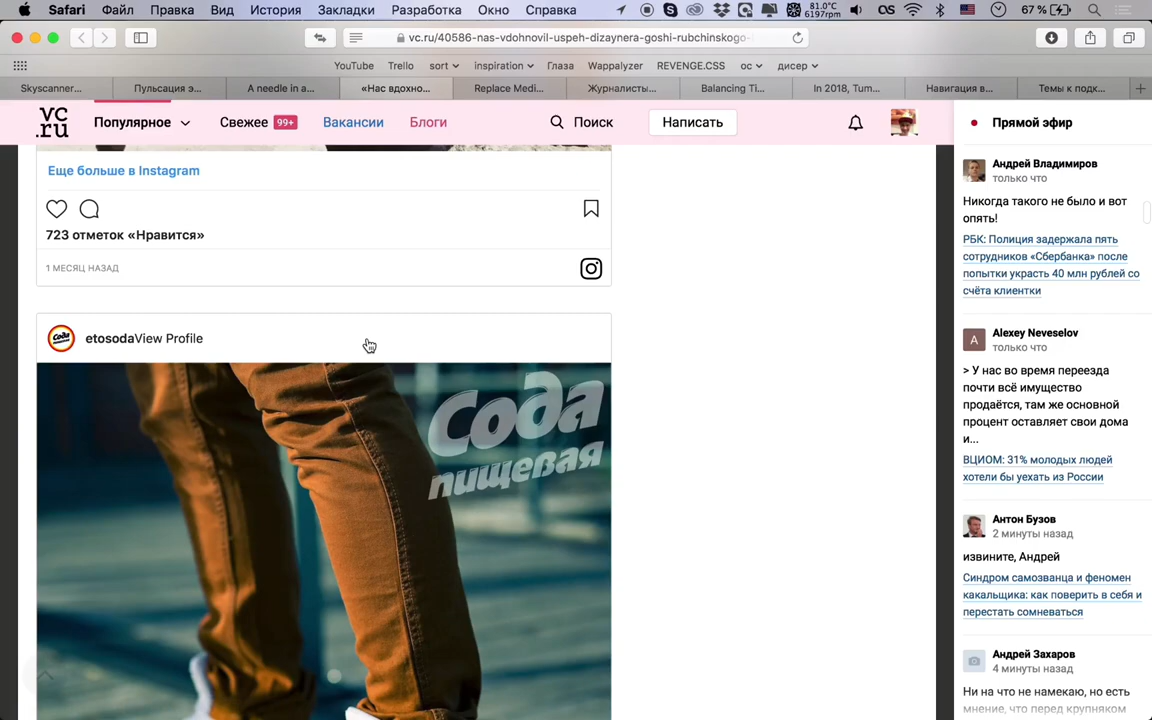 Safari Файл Правка Вид История Закладки Разработка Окно Справка
81.0°C
6197rpm
67 %
vc.ru/40586-nas-vdohnovil-uspeh-dizaynera-goshi-rubchinskogo-
YouTube Trello sort inspiration Глаза Wappalyzer REVENGE.CSS ос дисер
Skyscanner... Пульсация э... A needle in a... «Нас вдохно... Replace Medi... Журналисты... Balancing Ti... In 2018, Tum... Навигация в... Темы к подк...
vc
.ru
Популярное Свежее 99+ Вакансии Блоги Поиск Написать
Еще больше в Instagram
723 отметок «Нравится»
1 МЕСЯЦ НАЗАД
Сода
etosodaView Profile
Сода
пищевая
Прямой эфир
Андрей Владимиров
только что
Никогда такого не было и вот
опять!
РБК: Полиция задержала пять
сотрудников «Сбербанка» после
попытки украсть 40 млн рублей со
счёта клиентки
A
Alexey Neveselov
только что
> У нас во время переезда
почти всё имущество
продаётся, там же основной
процент оставляет свои дома
и...
ВЦИОМ: 31% молодых людей
хотели бы уехать из России
Антон Бузов
2 минуты назад
извините, Андрей
Синдром самозванца и феномен
какальщика: как поверить в себя и
перестать сомневаться
Андрей Захаров
4 минуты назад
Ни на что не намекаю, но есть
мнение, что перед крупняком